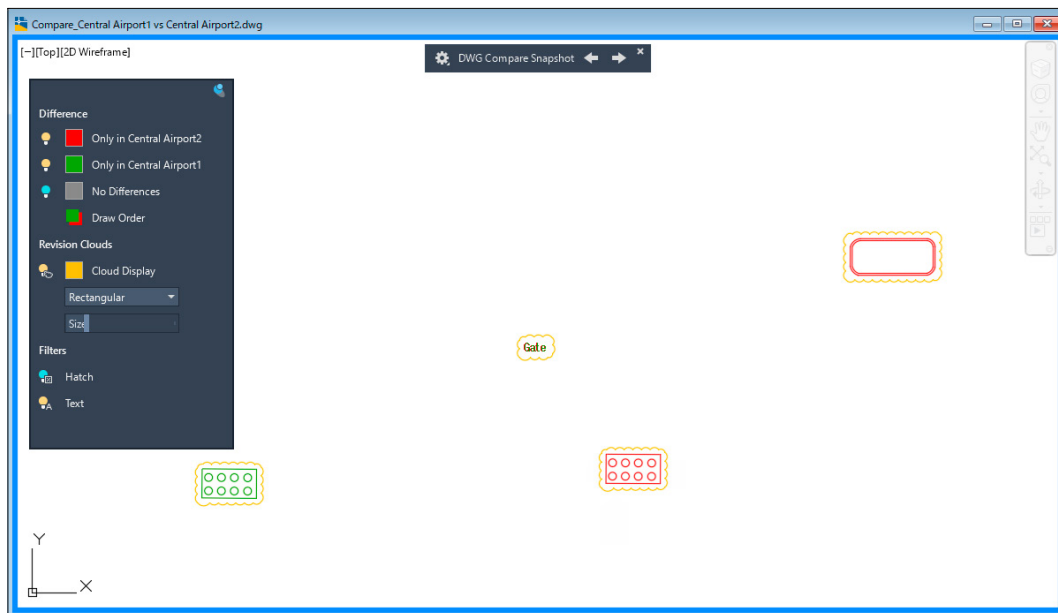 Compare_Central Airport1 vs Central Airport2.dwg
[−][Top][2D Wireframe]
DWG Compare Snapshot
Difference
Only in Central Airport2
Only in Central Airport1
No Differences
Draw Order
Revision Clouds
Cloud Display
Rectangular
Size
Filters
Hatch
Text
Gate
Y
X